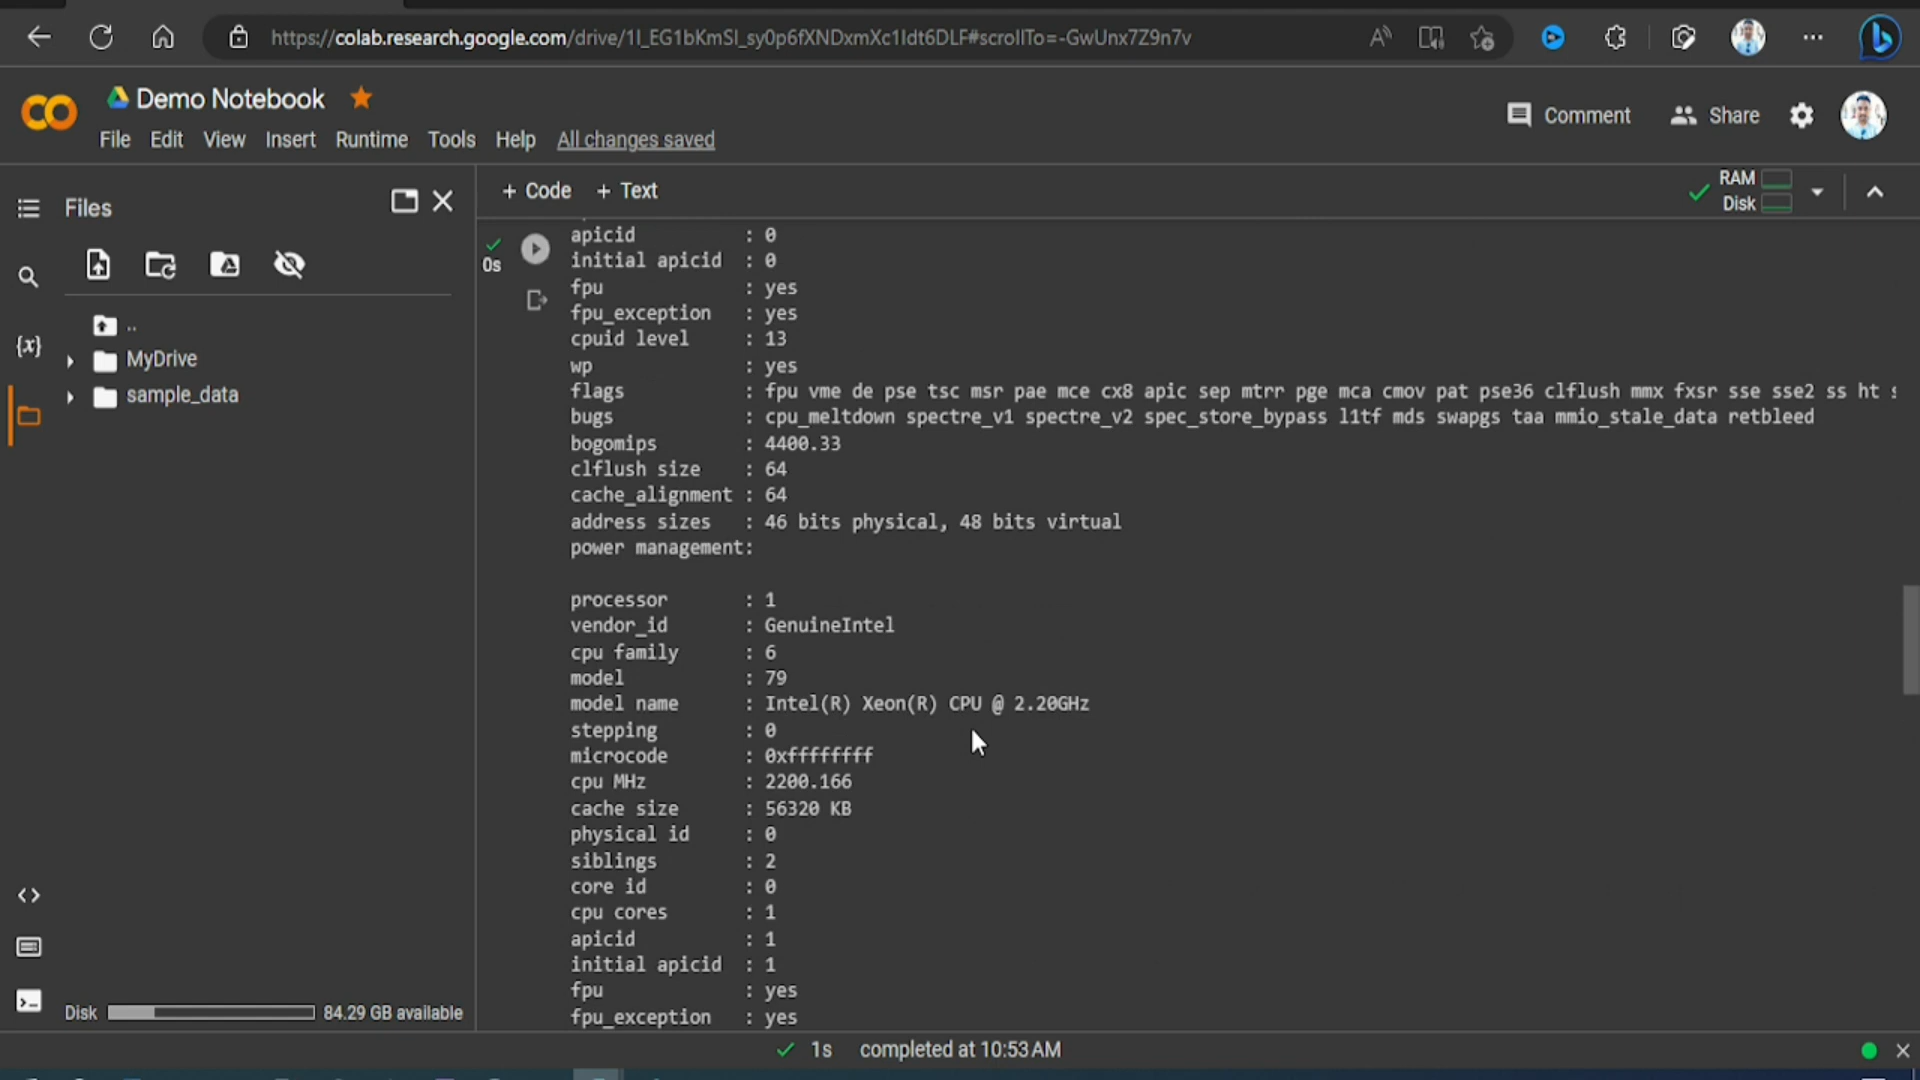 https://colab.research.google.com/drive/1I_EG1bKmSI_sy0p6fXNDxmXc1Idt6DLF#scrollTo=-GwUnx7Z9n7v
Demo Notebook
Comment
Share
File Edit View Insert Runtime Tools Help All changes saved
Files
+ Code + Text
RAM
Disk
..
MyDrive
sample_data
{x}
0s
apicid : 0
initial apicid : 0
fpu : yes
fpu_exception : yes
cpuid level : 13
wp : yes
flags : fpu vme de pse tsc msr pae mce cx8 apic sep mtrr pge mca cmov pat pse36 clflush mmx fxsr sse sse2 ss ht
bugs : cpu_meltdown spectre_v1 spectre_v2 spec_store_bypass l1tf mds swapgs taa mmio_stale_data retbleed
bogomips : 4400.33
clflush size : 64
cache_alignment : 64
address sizes : 46 bits physical, 48 bits virtual
power management:
processor : 1
vendor_id : GenuineIntel
cpu family : 6
model : 79
model name : Intel(R) Xeon(R) CPU @ 2.20GHz
stepping : 0
microcode : 0xffffffff
cpu MHz : 2200.166
cache size : 56320 KB
physical id : 0
siblings : 2
core id : 0
cpu cores : 1
apicid : 1
initial apicid : 1
fpu : yes
fpu_exception : yes
Disk 84.29 GB available
1s completed at 10:53 AM